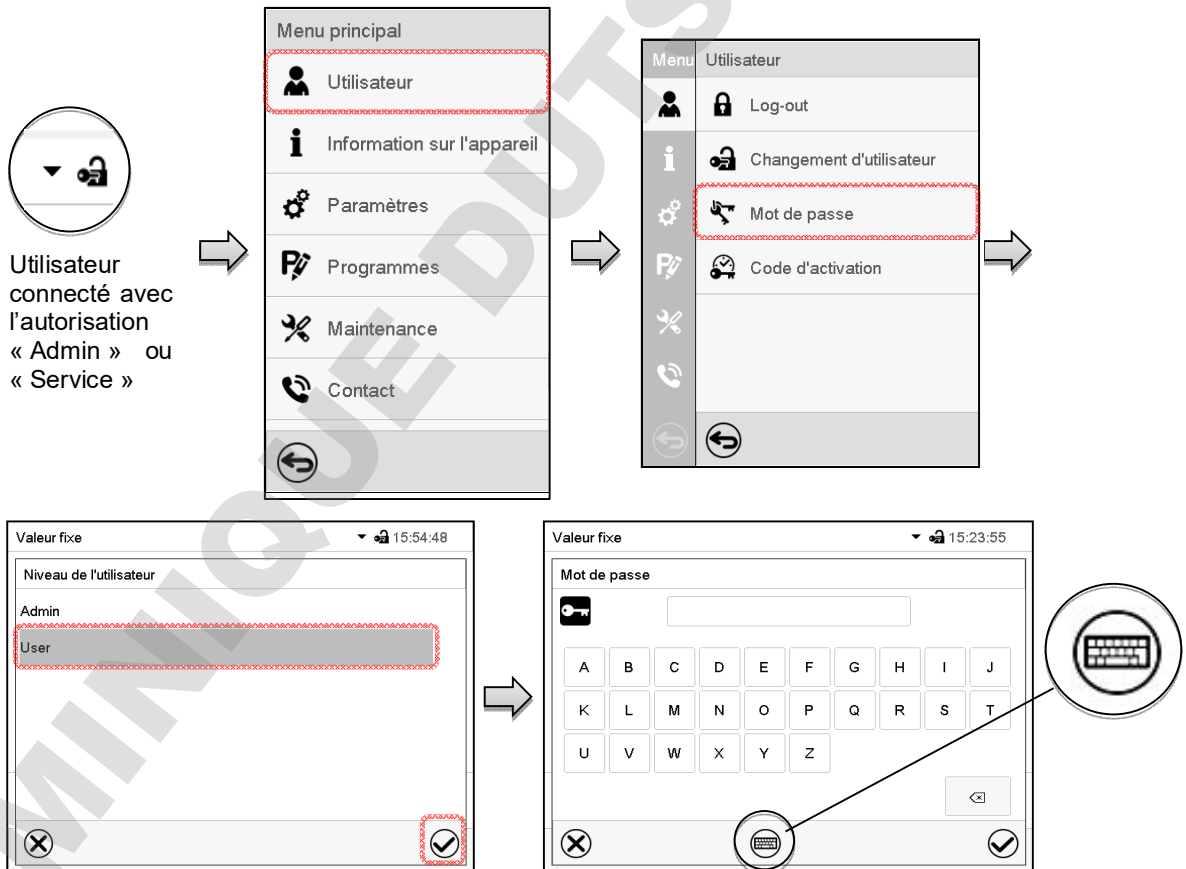 Utilisateur
connecté avec
l’autorisation
« Admin » ou
« Service »
Menu principal
Utilisateur
Information sur l'appareil
Paramètres
Programmes
Maintenance
Contact
Menu Utilisateur
Log-out
Changement d'utilisateur
Mot de passe
Code d'activation
Valeur fixe 15:54:48
Niveau de l'utilisateur
Admin
User
Valeur fixe 15:23:55
Mot de passe
A B C D E F G H I J
K L M N O P Q R S T
U V W X Y Z
MINIQUE DUTS